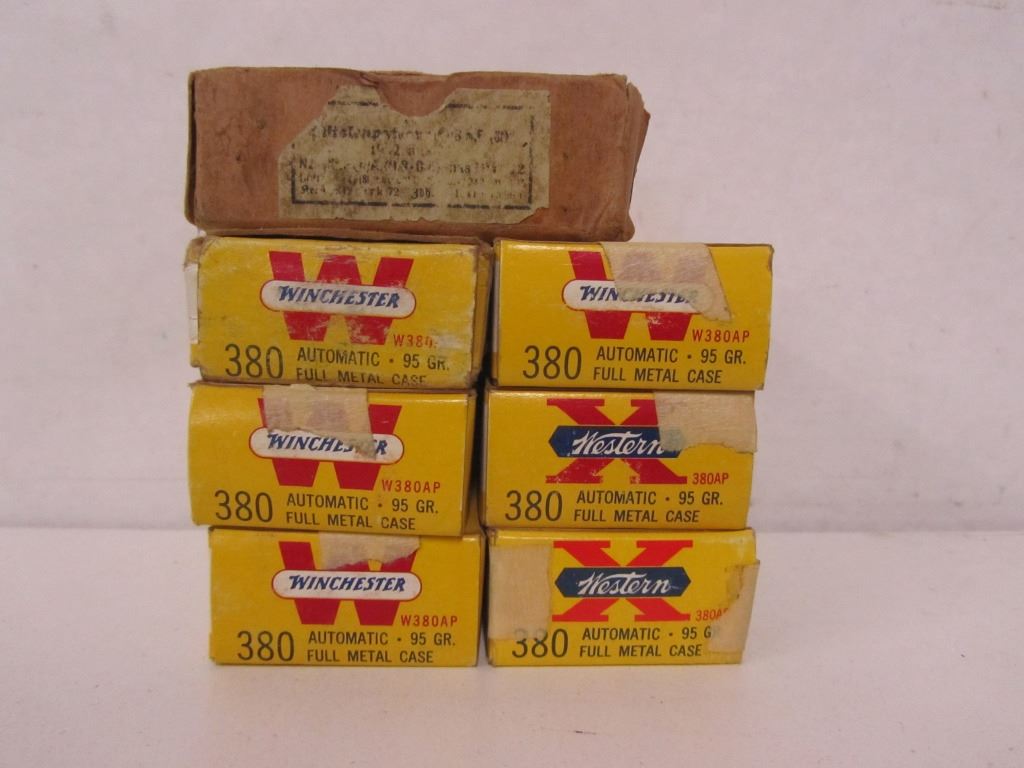 WINCHESTER
W380
380 AUTOMATIC · 95 GR.
FULL METAL CASE
WINCHESTER
W380AP
380 AUTOMATIC · 95 GR.
FULL METAL CASE
WINCHESTER
W380AP
380 AUTOMATIC · 95 GR.
FULL METAL CASE
X
Western
380AP
380 AUTOMATIC · 95 GR.
FULL METAL CASE
W
WINCHESTER
W380AP
380 AUTOMATIC · 95 GR.
FULL METAL CASE
X
Western
380A
380 AUTOMATIC · 95 G
FULL METAL CASE